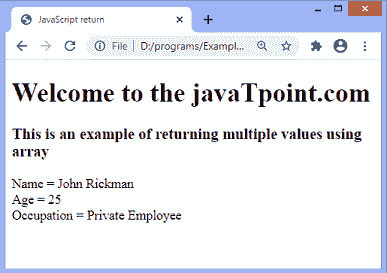 JavaScript return
File
D:/programs/Exampl...
Welcome to the javaTpoint.com
This is an example of returning multiple values using
array
Name = John Rickman
Age = 25
Occupation = Private Employee